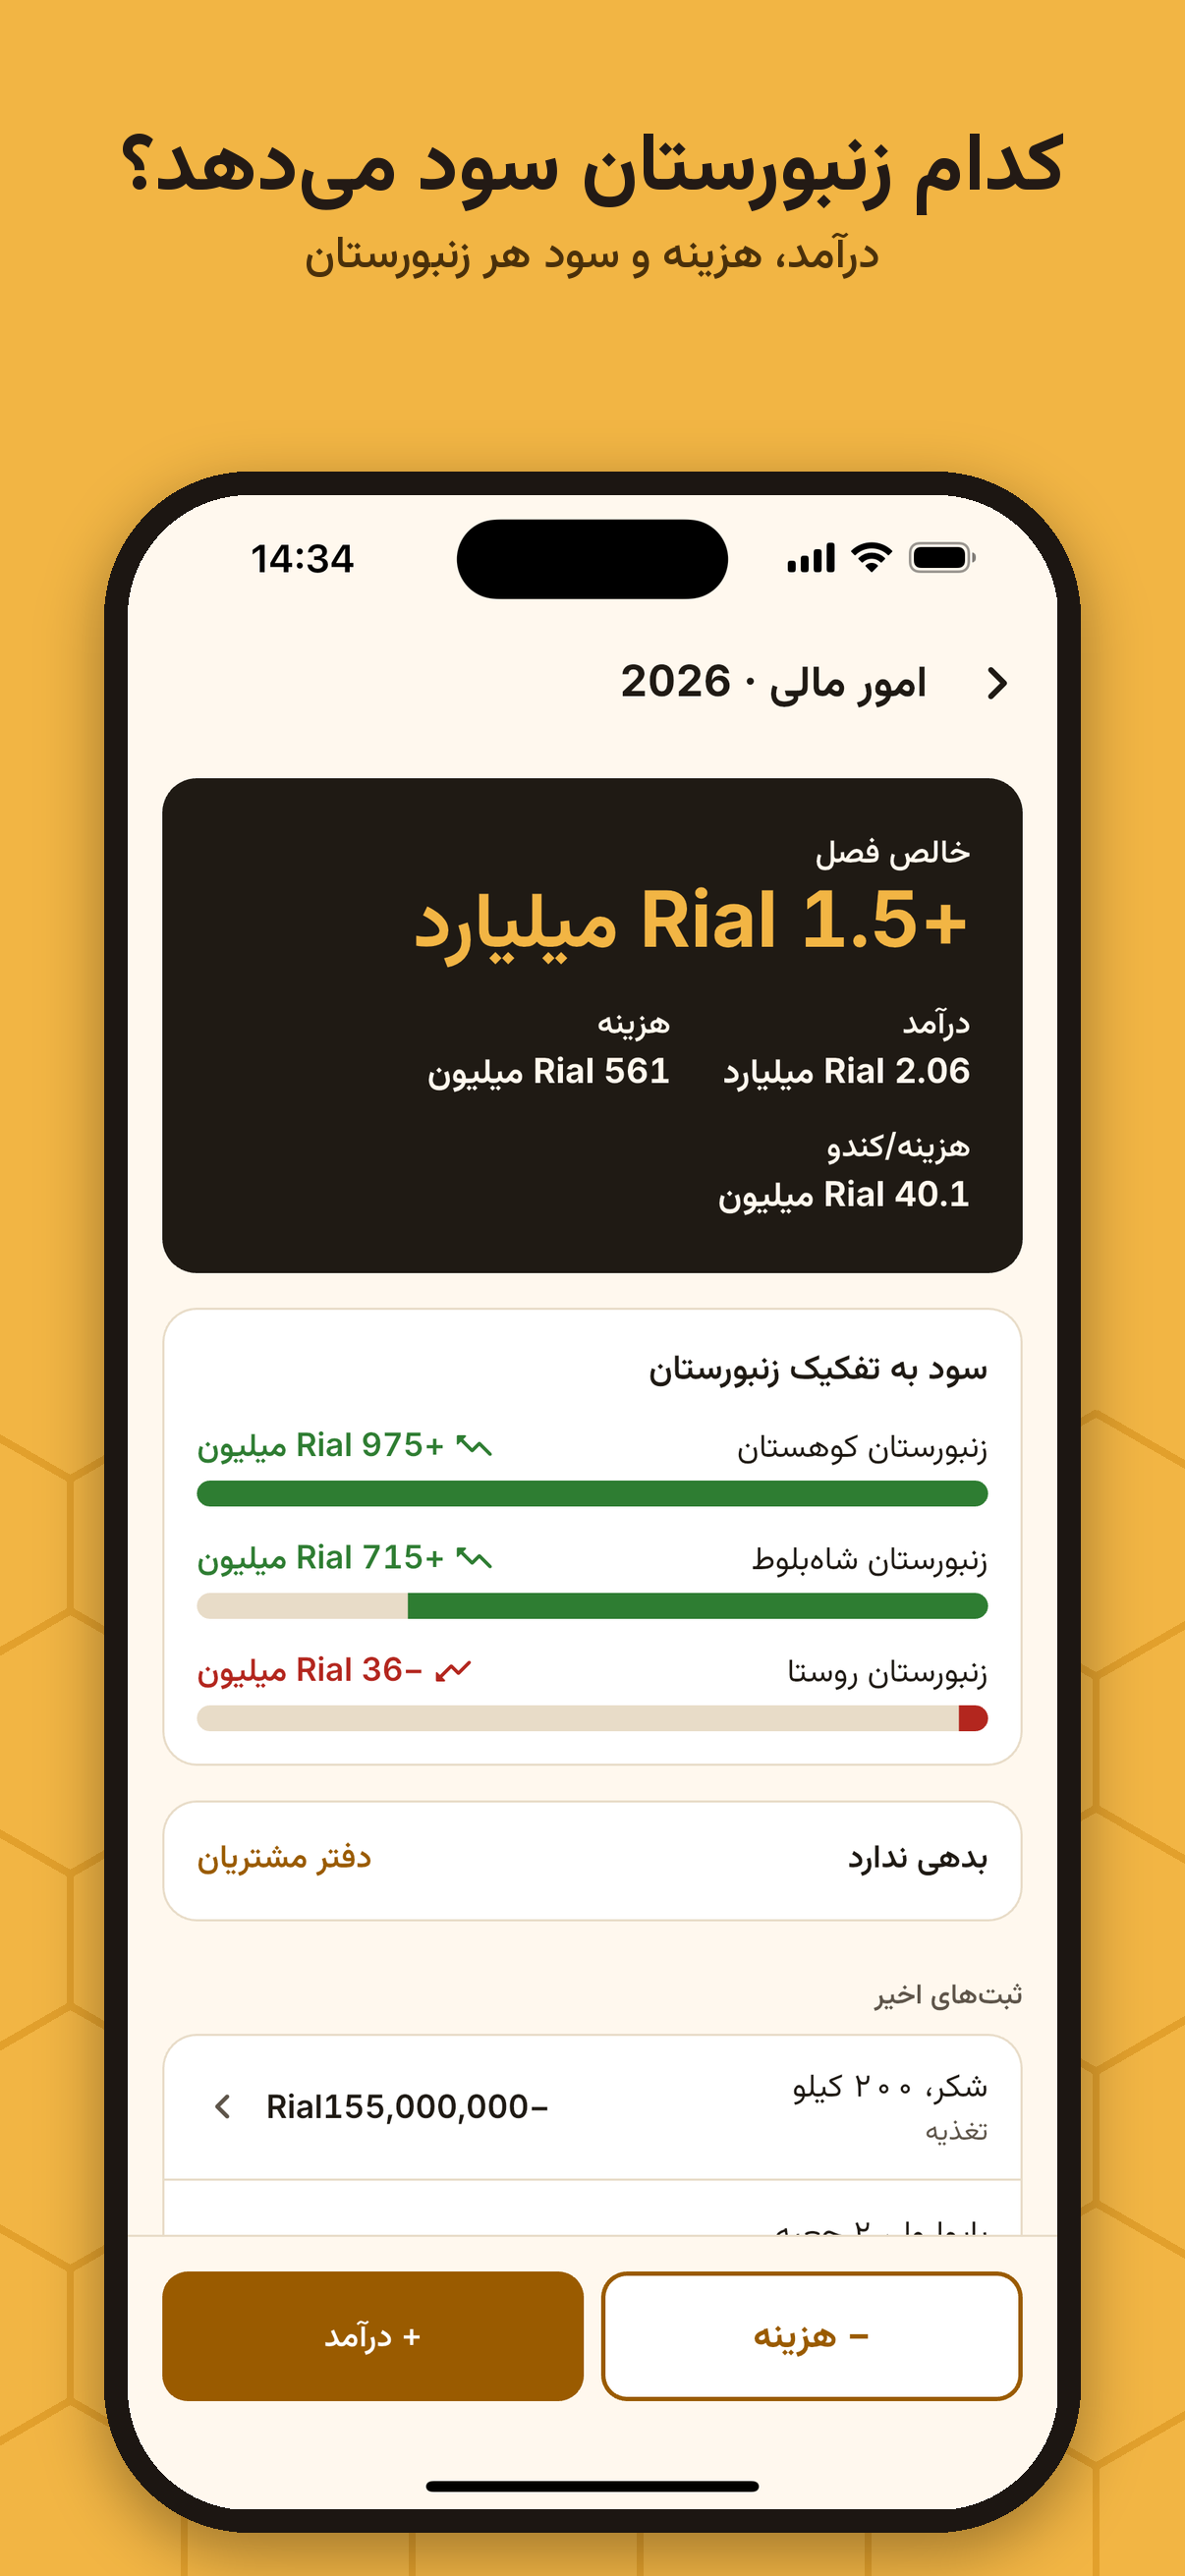 کدام زنبورستان سود می‌دهد؟
درآمد، هزینه و سود هر زنبورستان
14:34
امور مالی · 2026
خالص فصل
+1.5 Rial میلیارد
درآمد
2.06 Rial میلیارد
هزینه
561 Rial میلیون
هزینه/کندو
40.1 Rial میلیون
سود به تفکیک زنبورستان
زنبورستان کوهستان
+975 Rial میلیون
زنبورستان شاه‌بلوط
+715 Rial میلیون
زنبورستان روستا
−36 Rial میلیون
بدهی ندارد
دفتر مشتریان
ثبت‌های اخیر
شکر، ۲۰۰ کیلو
−Rial155,000,000
تغذیه
− هزینه
+ درآمد